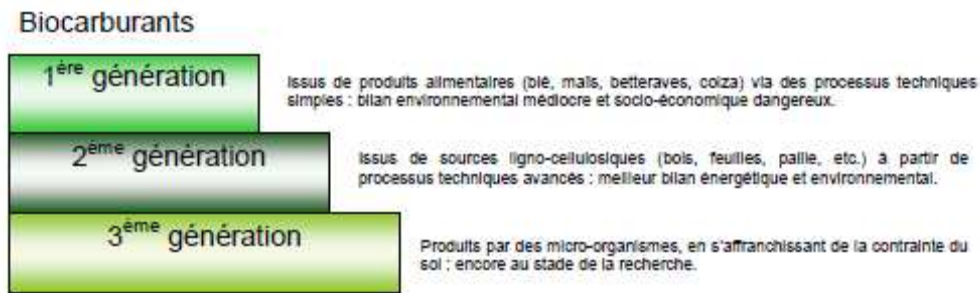 Biocarburants
1ère génération
Issus de produits alimentaires (blé, maïs, betteraves, colza) via des processus techniques
simples : bilan environnemental médiocre et socio-économique dangereux.
2ème génération
Issus de sources ligno-cellulosiques (bois, feuilles, paille, etc.) à partir de
processus techniques avancés : meilleur bilan énergétique et environnemental.
3ème génération
Produits par des micro-organismes, en s'affranchissant de la contrainte du
sol : encore au stade de la recherche.